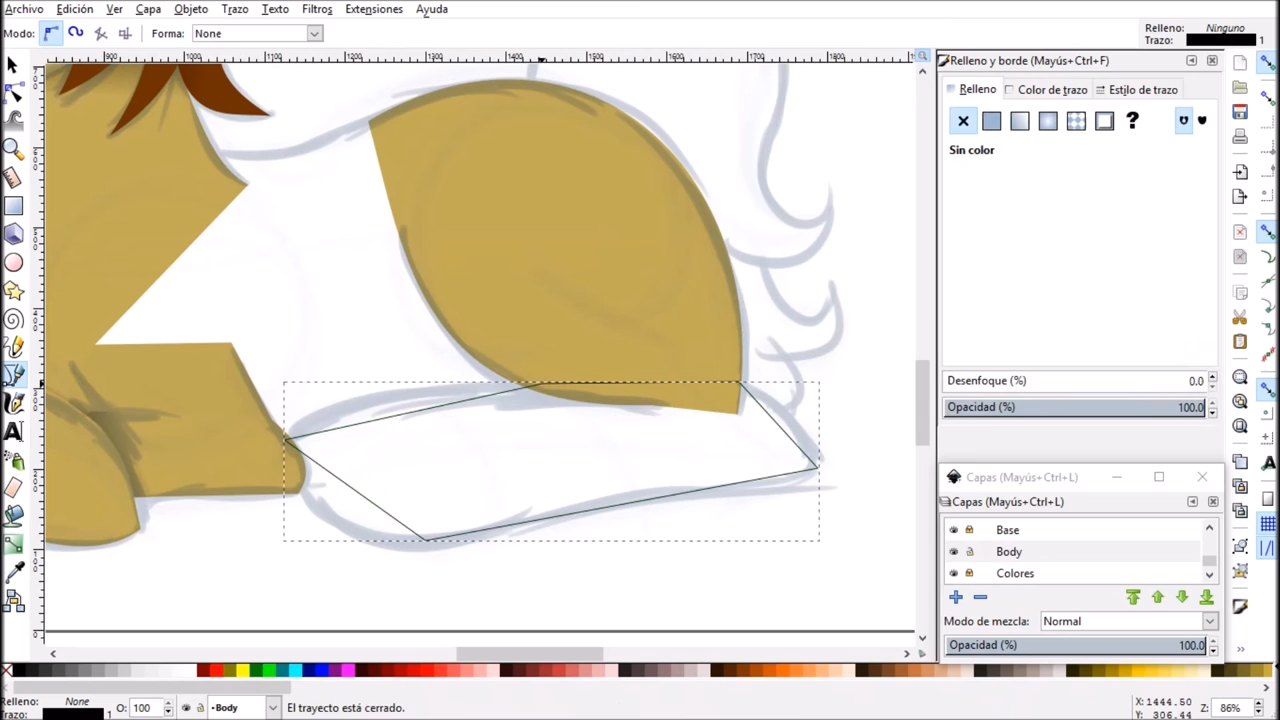 Archivo Edición Ver Capa Objeto Trazo Texto Filtros Extensiones Ayuda
Modo: Forma: None
Relleno: Ninguno
Trazo: 1
Relleno y borde (Mayús+Ctrl+F)
Relleno Color de trazo Estilo de trazo
?
Sin color
Desenfoque (%) 0.0
Opacidad (%) 100.0
Capas (Mayús+Ctrl+L)
Capas (Mayús+Ctrl+L)
Base
Body
Colores
Modo de mezcla: Normal
Opacidad (%) 100.0
Relleno: None
Trazo: 1
O: 100
•Body
El trayecto está cerrado.
X: 1444.50
Y: 306.44
Z: 86%